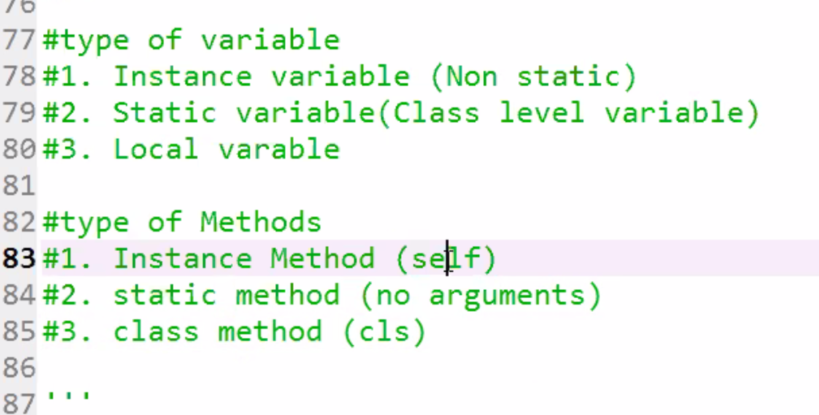 76
77 #type of variable
78 #1. Instance variable (Non static)
79 #2. Static variable(Class level variable)
80 #3. Local varable
81
82 #type of Methods
83 #1. Instance Method (self)
84 #2. static method (no arguments)
85 #3. class method (cls)
86
87 '''